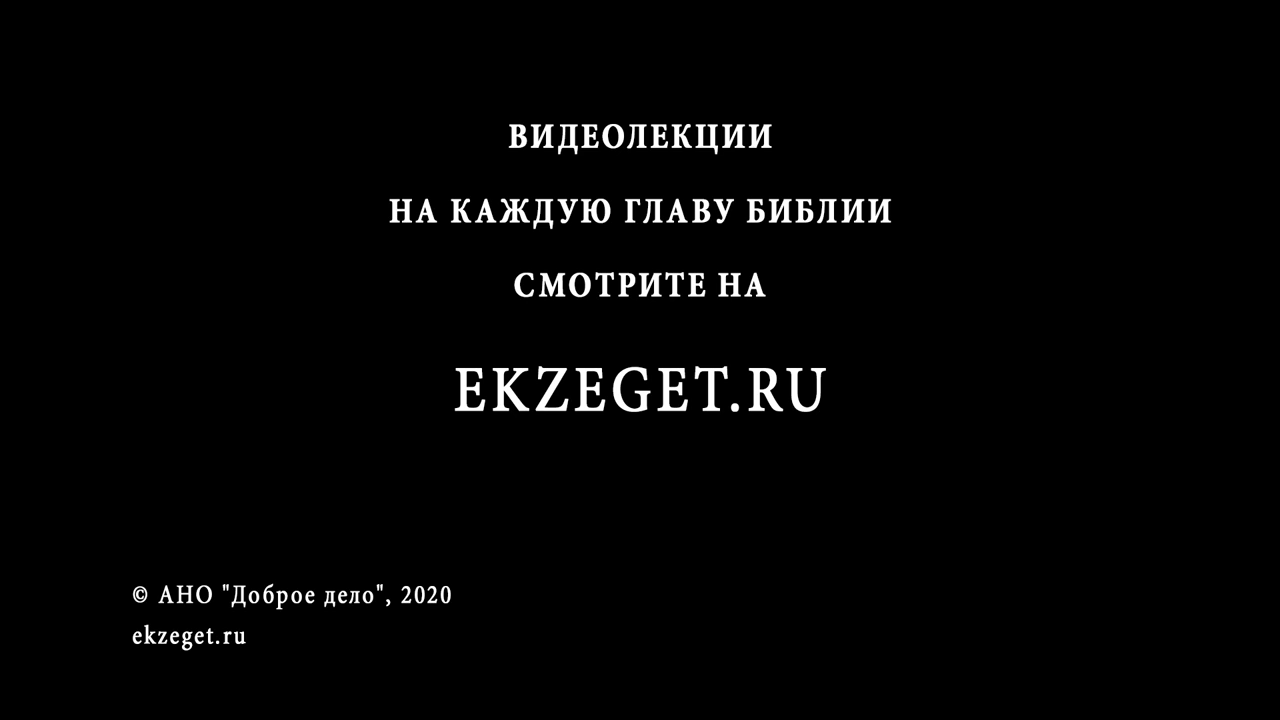 ВИДЕОЛЕКЦИИ
НА КАЖДУЮ ГЛАВУ БИБЛИИ
СМОТРИТЕ НА
EKZEGET.RU
© АНО "Доброе дело", 2020
ekzeget.ru